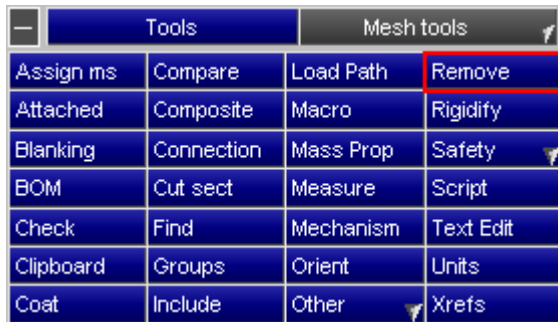 Tools Mesh tools
Assign ms Compare Load Path Remove
Attached Composite Macro Rigidify
Blanking Connection Mass Prop Safety
BOM Cut sect Measure Script
Check Find Mechanism Text Edit
Clipboard Groups Orient Units
Coat Include Other Xrefs